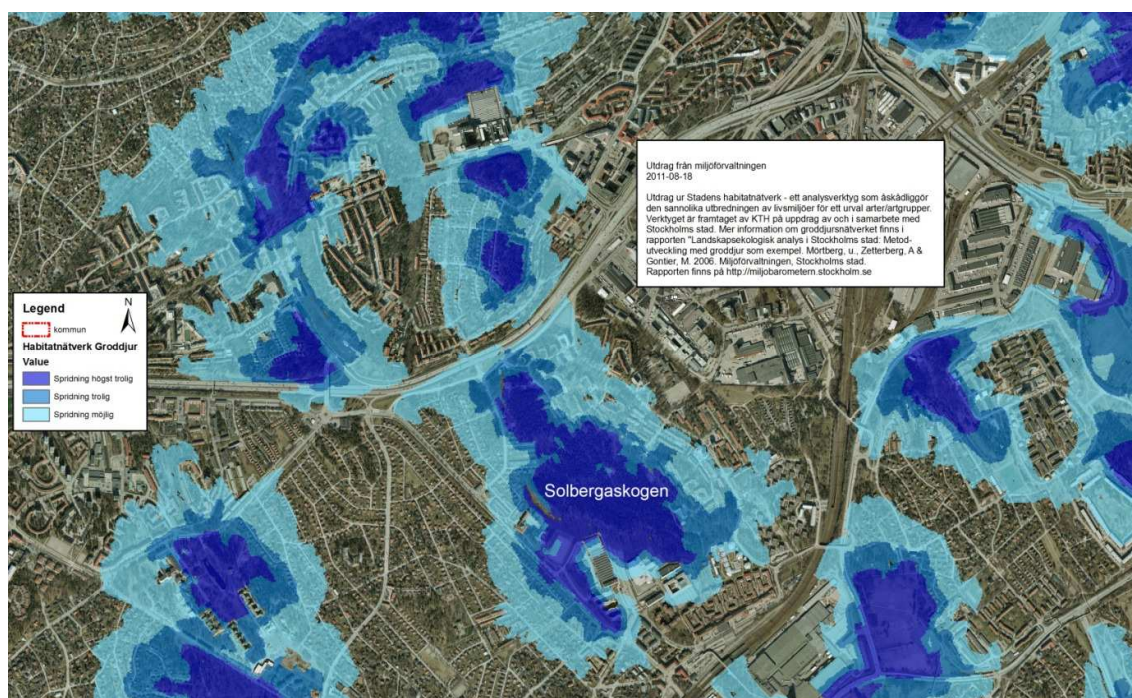 Utdrag från miljöförvaltningen
2011-08-18
Utdrag ur Stadens habitatnätverk - ett analysverktyg som åskådliggör
den sannolika utbredningen av livsmiljöer för ett urval arter/artgrupper.
Verktyget är framtaget av KTH på uppdrag av och i samarbete med
Stockholms stad. Mer information om groddjursnätverket finns i
rapporten "Landskapsekologisk analys i Stockholms stad: Metod-
utveckling med groddjur som exempel. Mörtberg, u., Zetterberg, A &
Gontier, M. 2006. Miljöförvaltningen, Stockholms stad.
Rapporten finns på http://miljobarometern.stockholm.se
Legend
N
kommun
Habitatnätverk Groddjur
Value
Spridning högst trolig
Spridning trolig
Spridning möjlig
Solbergaskogen